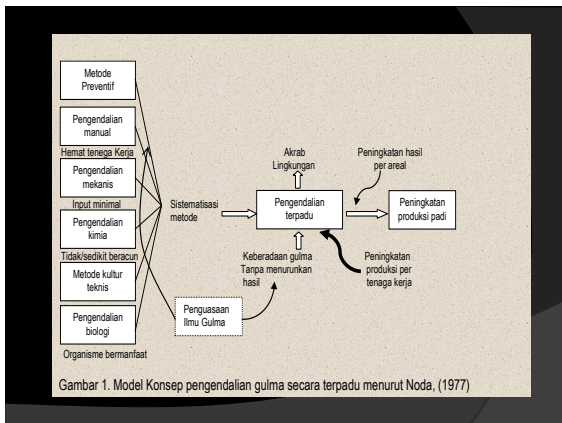 Metode
Preventif
Pengendalian
manual
Hemat tenega Kerja
Pengendalian
mekanis
Input minimal
Pengendalian
kimia
Tidak/sedikit beracun
Metode kultur
teknis
Pengendalian
biologi
Organisme bermanfaat
Sistematisasi
metode
Penguasaan
Ilmu Gulma
Akrab
Lingkungan
Pengendalian
terpadu
Keberadaan gulma
Tanpa menurunkan
hasil
Peningkatan hasil
per areal
Peningkatan
produksi padi
Peningkatan
produksi per
tenaga kerja
Gambar 1. Model Konsep pengendalian gulma secara terpadu menurut Noda, (1977)